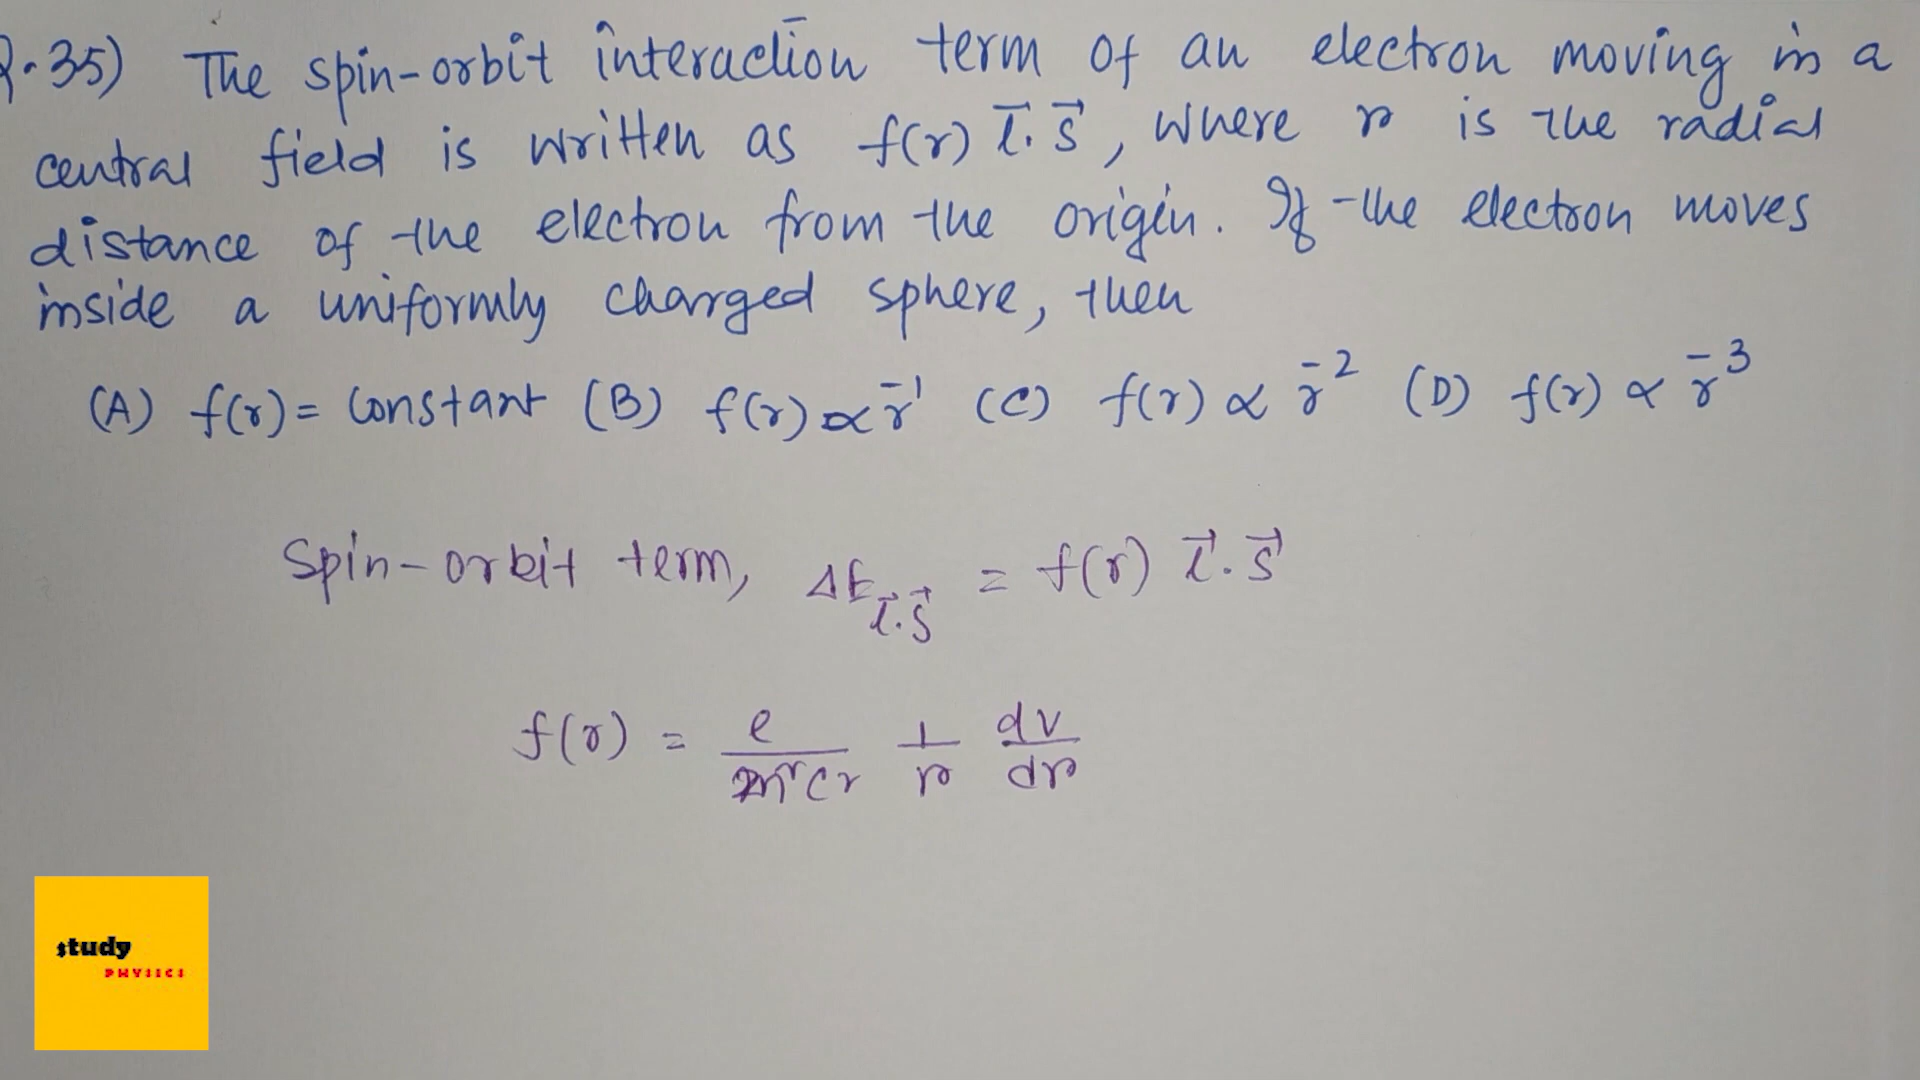 Q.35) The spin-orbit interaction term of an electron moving in a
central field is written as f(r) l⃗.s⃗, where r is the radial
distance of the electron from the origin. If the electron moves
inside a uniformly charged sphere, then
(A) f(r) = constant (B) f(r) ∝ r⁻¹ (C) f(r) ∝ r⁻² (D) f(r) ∝ r⁻³
Spin-orbit term, ΔE_l⃗.s⃗ = f(r) l⃗.s⃗
f(r) = e/2m²c² 1/r dv/dr
study
PHYSICS